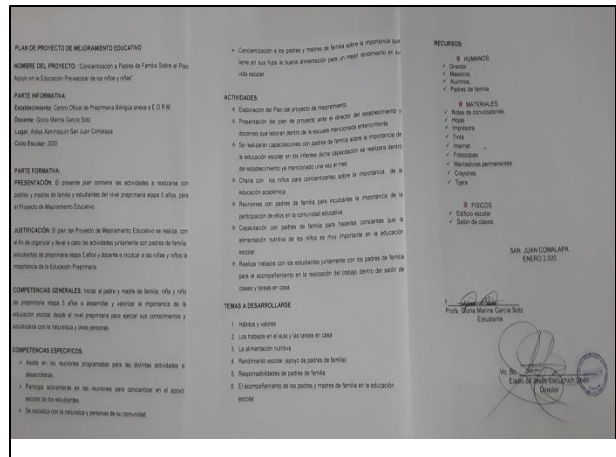 PLAN DE PROYECTO DE MEJORAMIENTO EDUCATIVO
NOMBRE DEL PROYECTO: "Concientización a Padres de Familia Sobre el Poco
Apoyo en la Educación Pre-escolar de los niños y niñas"
PARTE INFORMATIVA:
Establecimiento: Centro Oficial de Preprimaria Bilingüe anexo a E.O.R.M.
Docente: Gloria Marina García Sotz
Lugar: Aldea San Juan Comalapa
Ciclo Escolar: 2020
PARTE FORMATIVA:
PRESENTACIÓN: El presente plan contiene las actividades a realizarse con
padres y madres de familia y estudiantes del nivel preprimaria etapa 5 años, para
el Proyecto de Mejoramiento Educativo.
JUSTIFICACIÓN: El plan del Proyecto de Mejoramiento Educativo se realiza, con
el fin de organizar y llevar a cabo las actividades juntamente con padres de familia
estudiantes de preprimaria etapa 5 años y docente e inculcar a las niñas y niños la
importancia de la Educación Preprimaria.
COMPETENCIAS GENERALES: Iniciar al padre y madre de familia, niña y niño
de preprimaria etapa 5 años a desarrollar y valorizar la importancia de la
educación escolar desde el nivel preprimaria para ejercer sus conocimientos y
socializarse con la naturaleza y otras personas.
COMPETENCIAS ESPECIFICOS:
➢ Asiste en las reuniones programadas para las distintas actividades a
desarrollarse.
➢ Participa activamente en las reuniones para concientizar en el apoyo
escolar de los estudiantes.
➢ Se socializa con la naturaleza y personas de su comunidad.
➢ Concientización a los padres y madres de familia sobre la importancia que
tiene en sus hijos la buena alimentación para un mejor rendimiento en su
vida escolar.
ACTIVIDADES:
❖ Elaboración del Plan de proyecto de mejoramiento
❖ Presentación del plan de proyecto ante el director del establecimiento y
docentes que laboran dentro de la escuela mencionada anteriormente.
❖ Se realizaran capacitaciones con padres de familia sobre la importancia de
la educación escolar en los infantes dicha capacitación se realizara dentro
del establecimiento ya mencionado una vez al mes.
❖ Charla con los niños para concientizarles sobre la importancia de la
educación académica.
❖ Reuniones con padres de familia para inculcarles la importancia de la
participación de ellos en la comunidad educativa.
❖ Capacitación con padres de familia para hacerles consientes que la
alimentación nutritiva de los niños es muy importante en la educación
escolar.
❖ Realizar trabajos con los estudiantes juntamente con los padres de familia
para el acompañamiento en la realización del trabajo dentro del salón de
clases y tareas en casa.
TEMAS A DESARROLLARSE
1. Hábitos y valores
2. Los trabajos en el aula y las tareas en casa
3. La alimentación nutritiva
4. Rendimiento escolar (apoyo de padres de familia)
5. Responsabilidades de padres de familia
6. El acompañamiento de los padres y madres de familia en la educación
escolar
RECURSOS:
HUMANOS
✓ Director
✓ Maestros,
✓ Alumnos,
✓ Padres de familia
MATERIALES
✓ Notas de convocatorias
✓ Hojas
✓ Impresora
✓ Tinta
✓ Internet
✓ Fotocopias
✓ Marcadores permanentes
✓ Crayones
✓ Tijera
FISICOS
✓ Edificio escolar
✓ Salón de clases
SAN JUAN COMALAPA
ENERO 2,020
f.
Profa. Gloria Marina García Sotz
Estudiante
Vo. Bo.
de Jesús
Director